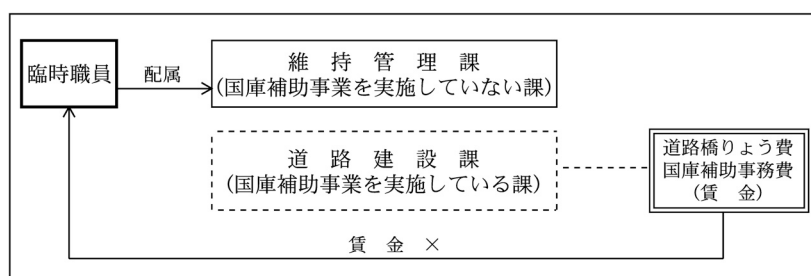 臨時職員
配属
維 持 管 理 課
(国庫補助事業を実施していない課)
道 路 建 設 課
(国庫補助事業を実施している課)
道路橋りょう費
国庫補助事務費
(賃 金)
賃 金 ×